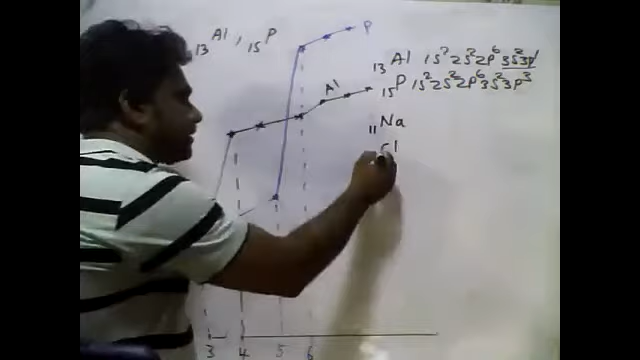 ₁₃Al , ₁₅P
P
Al
₁₃Al 1s²2s²2p⁶3s²3p¹
₁₅P 1s²2s²2p⁶3s²3p³
₁₁Na
Cl
3 4 5 6